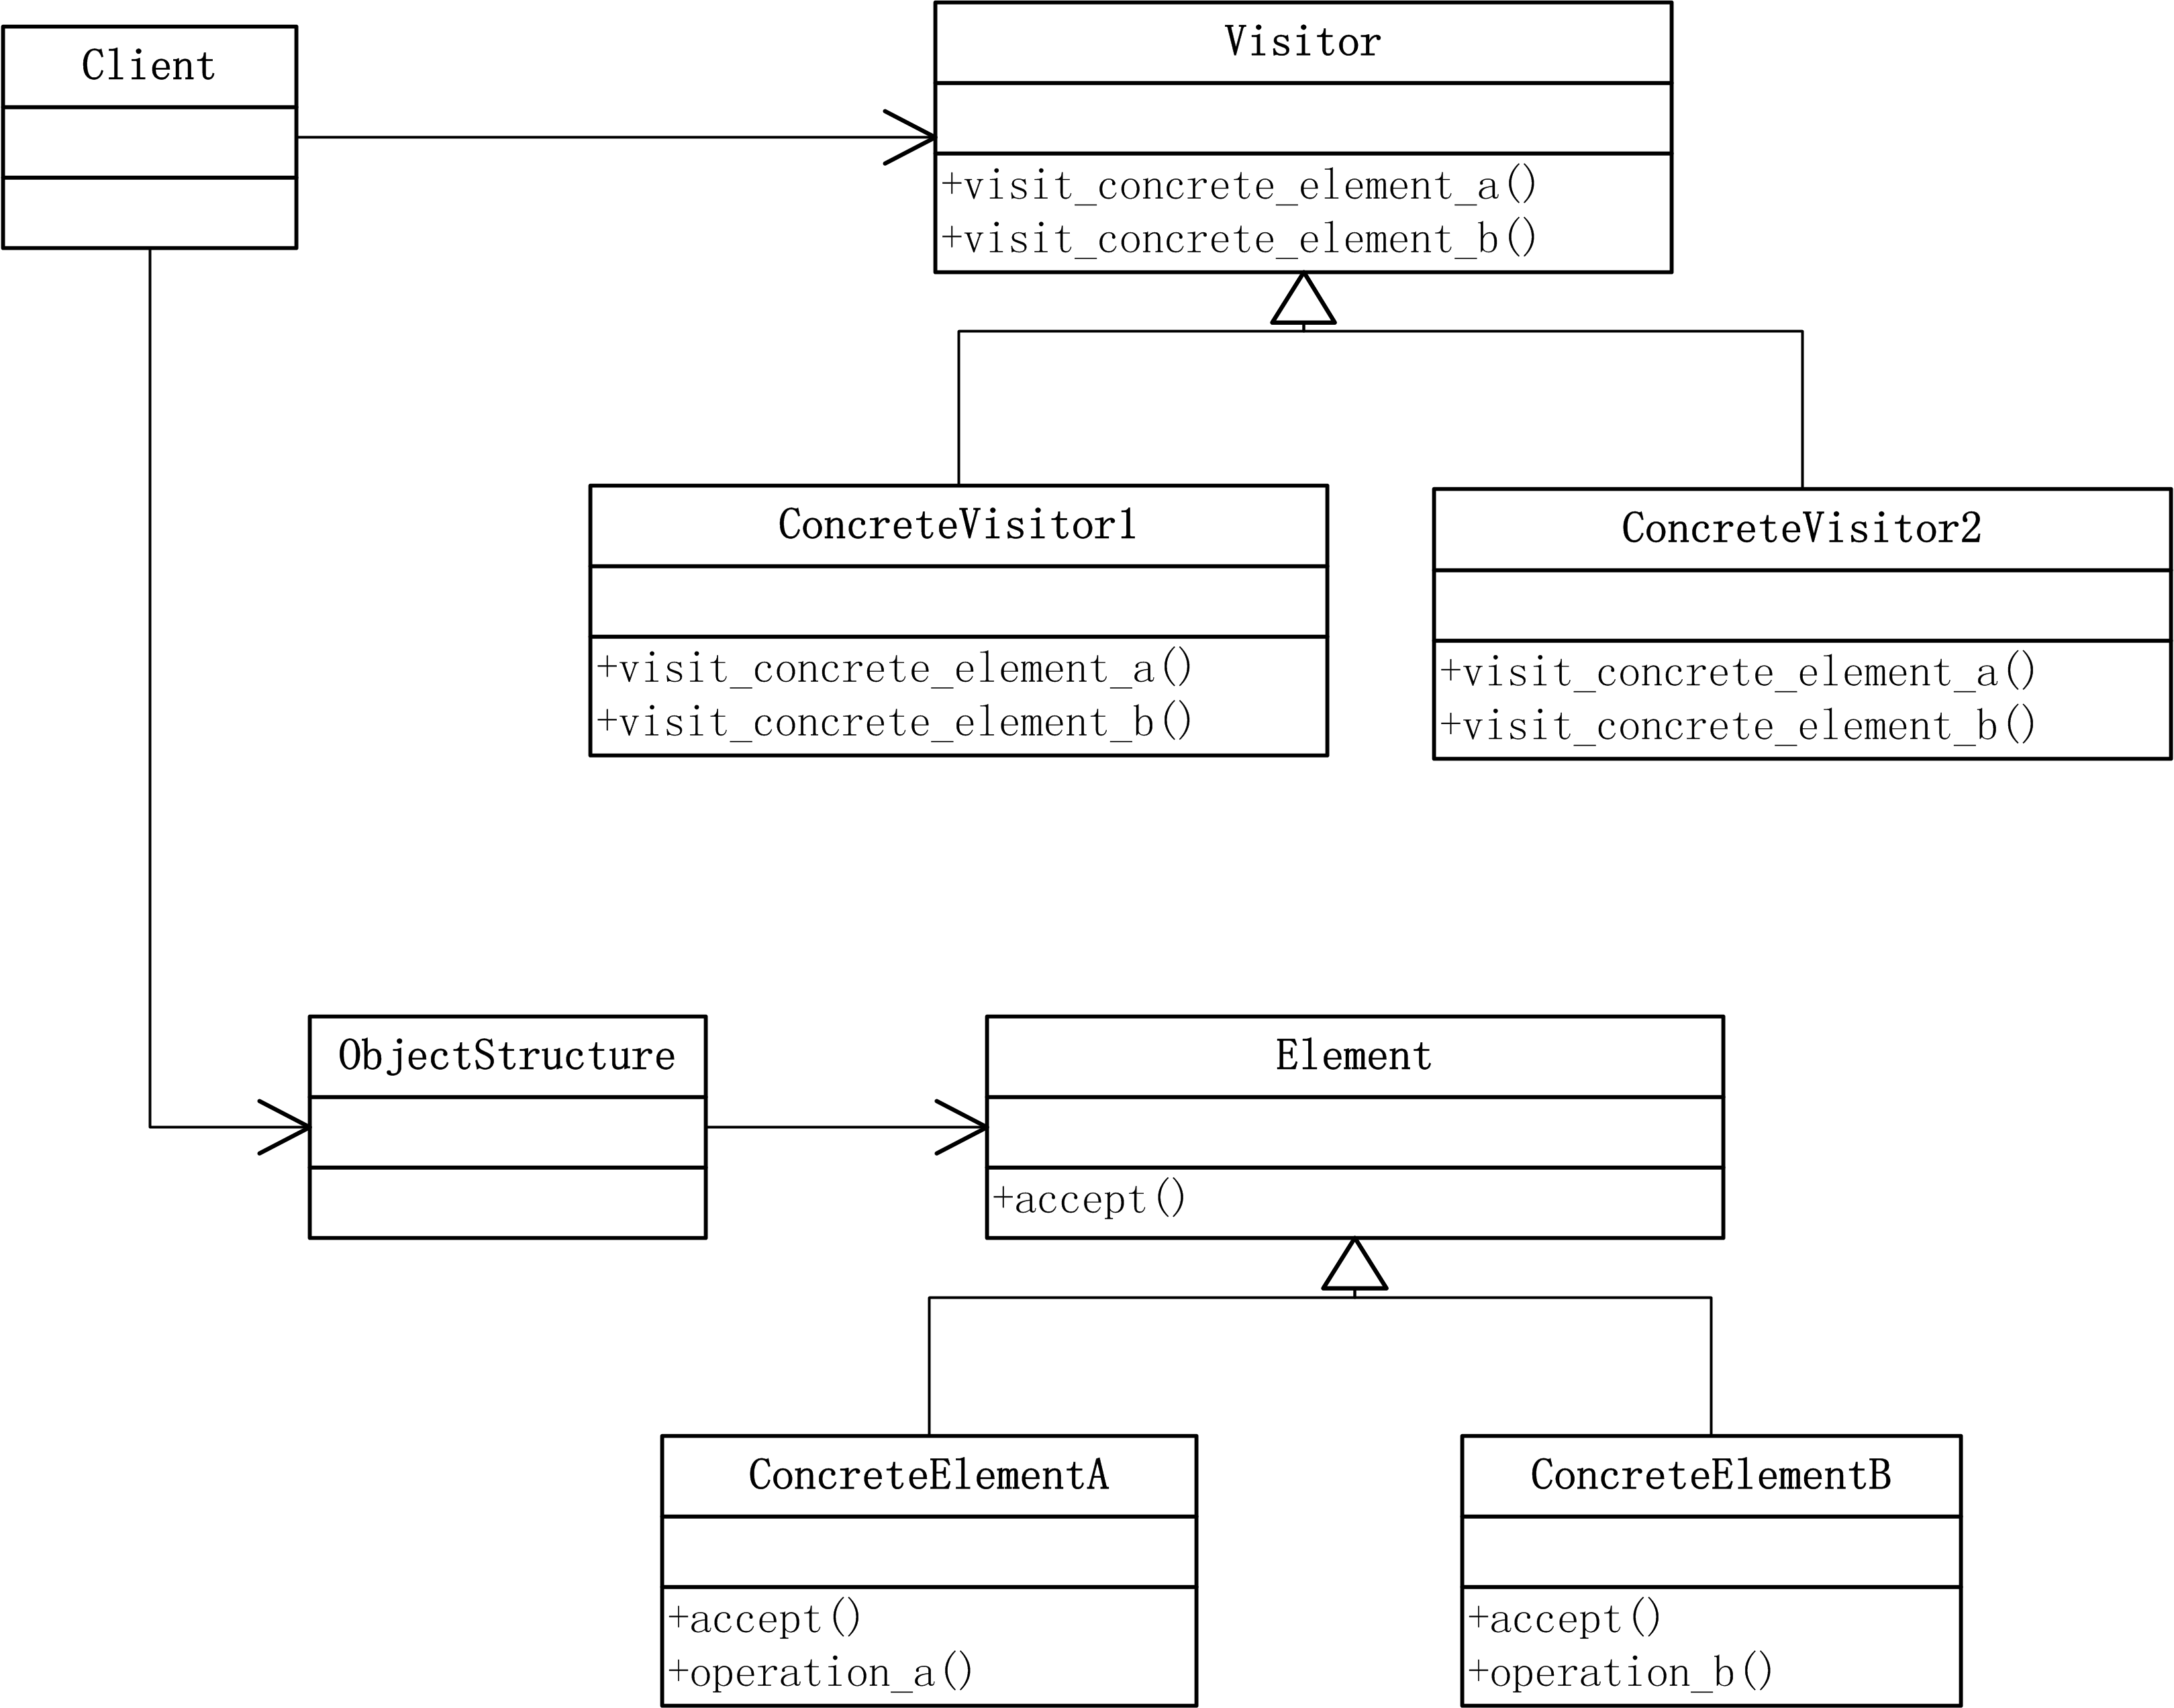 Client
Visitor
+visit_concrete_element_a()
+visit_concrete_element_b()
ConcreteVisitor1
+visit_concrete_element_a()
+visit_concrete_element_b()
ConcreteVisitor2
+visit_concrete_element_a()
+visit_concrete_element_b()
ObjectStructure
Element
+accept()
ConcreteElementA
+accept()
+operation_a()
ConcreteElementB
+accept()
+operation_b()